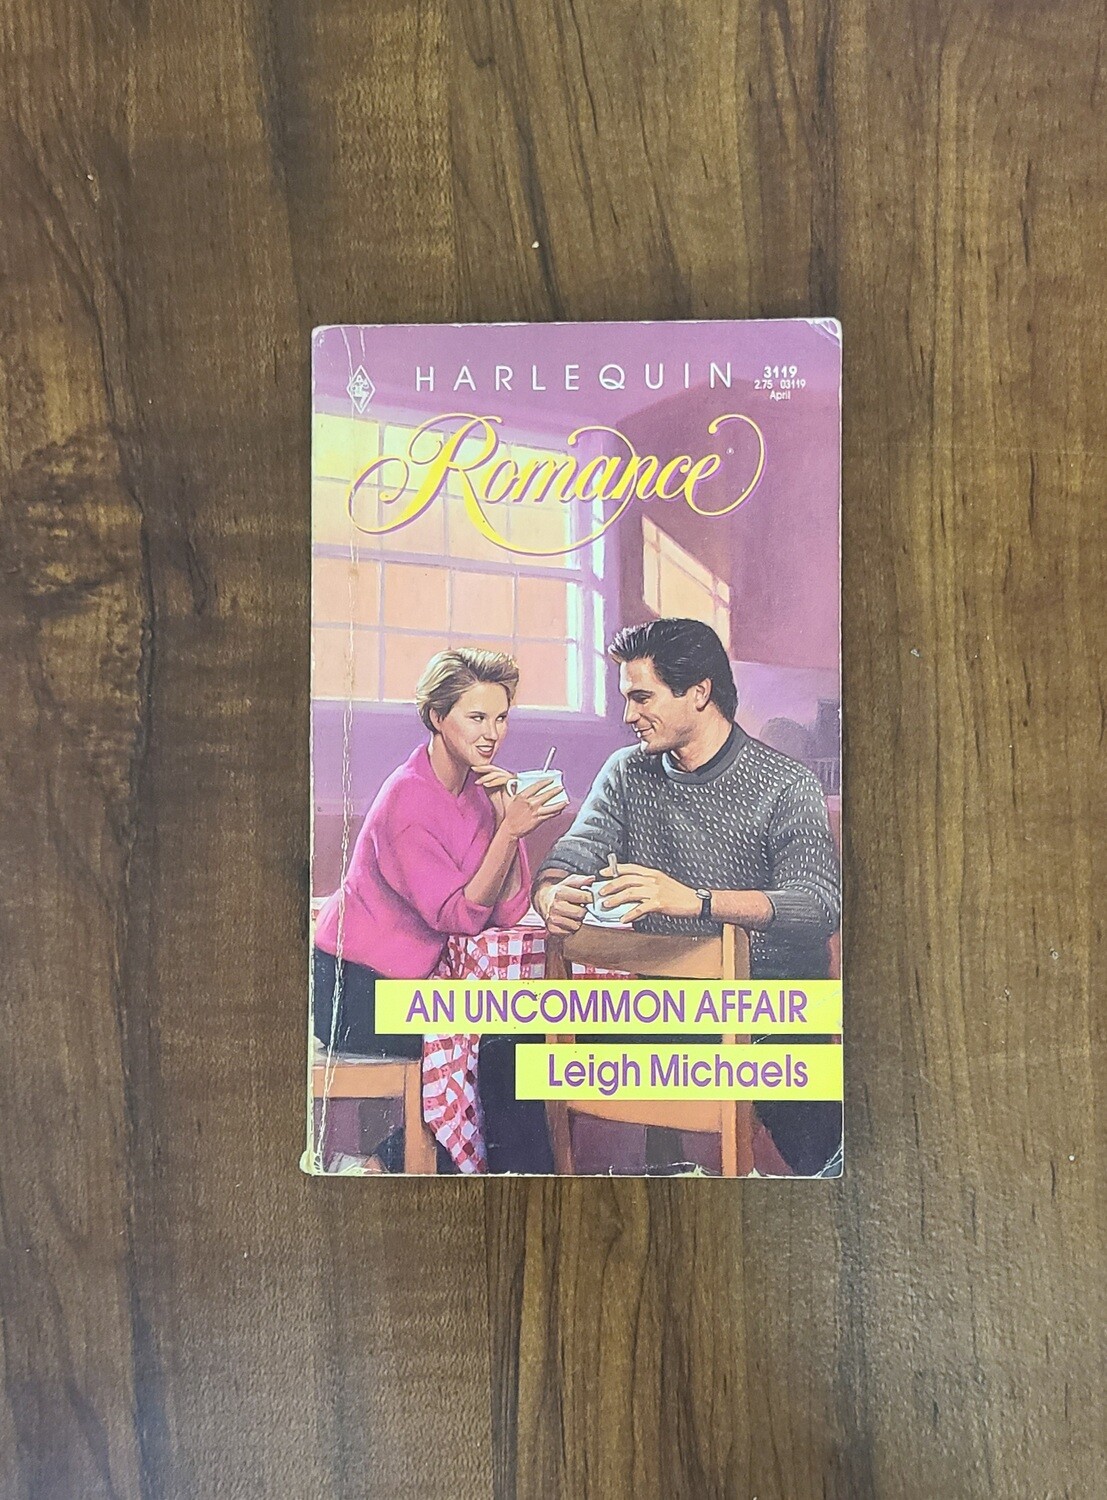 HARLEQUIN
3119
2.75 03119
April
Romance
AN UNCOMMON AFFAIR
Leigh Michaels